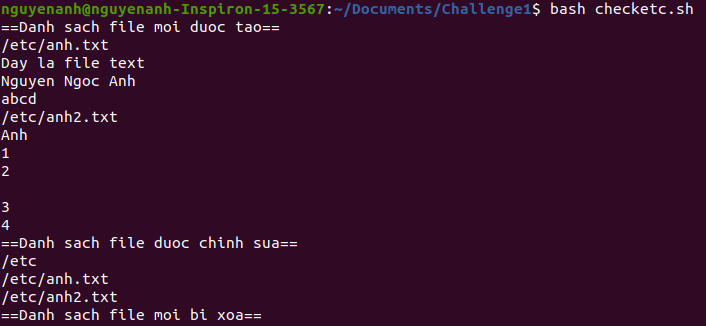 nguyenanh@nguyenanh-Inspiron-15-3567:~/Documents/Challenge1$ bash checketc.sh
==Danh sach file moi duoc tao==
/etc/anh.txt
Day la file text
Nguyen Ngoc Anh
abcd
/etc/anh2.txt
Anh
1
2

3
4
==Danh sach file duoc chinh sua==
/etc
/etc/anh.txt
/etc/anh2.txt
==Danh sach file moi bi xoa==